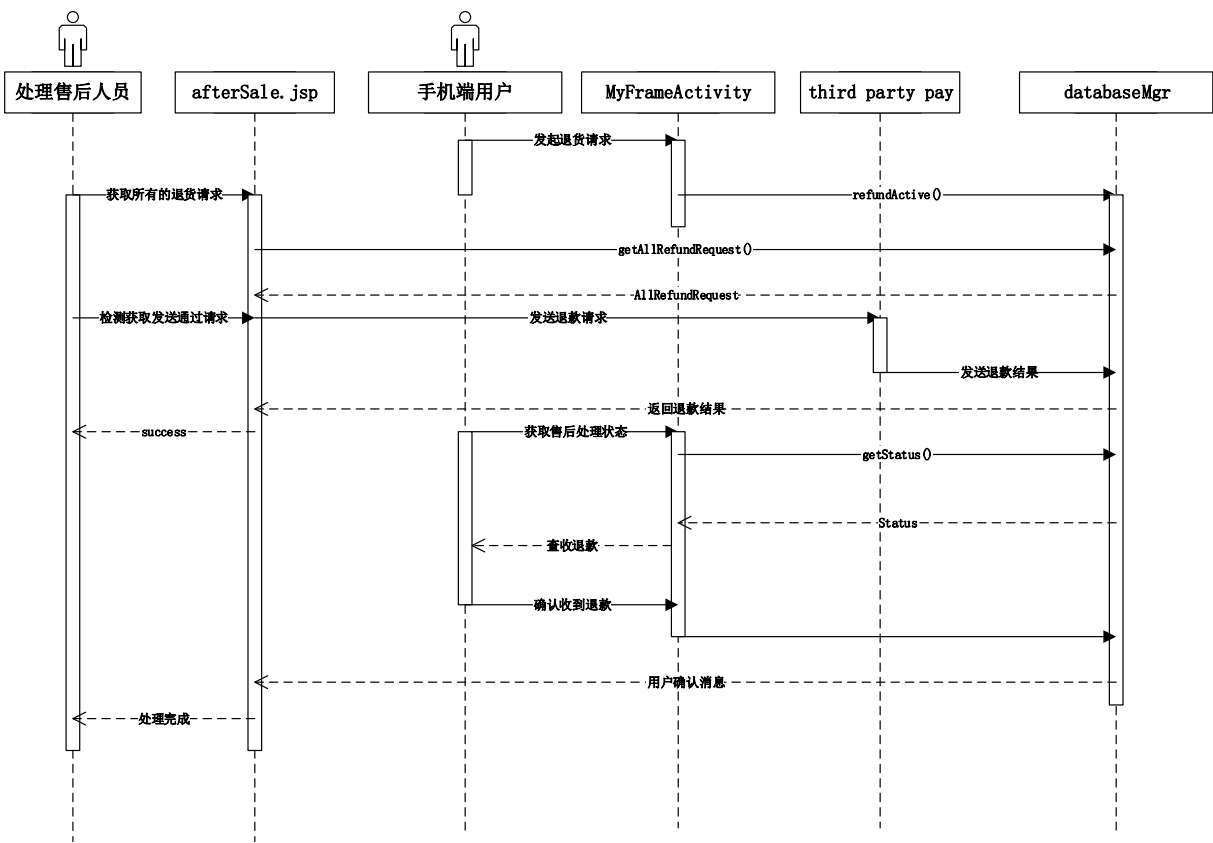 处理售后人员
afterSale.jsp
手机端用户
MyFrameActivity
third party pay
databaseMgr
发起退货请求
获取所有的退货请求
refundActive()
getAllRefundRequest()
AllRefundRequest
检测获取发送通过请求
发送退款请求
发送退款结果
返回退款结果
success
获取售后处理状态
getStatus()
Status
查收退款
确认收到退款
用户确认消息
处理完成